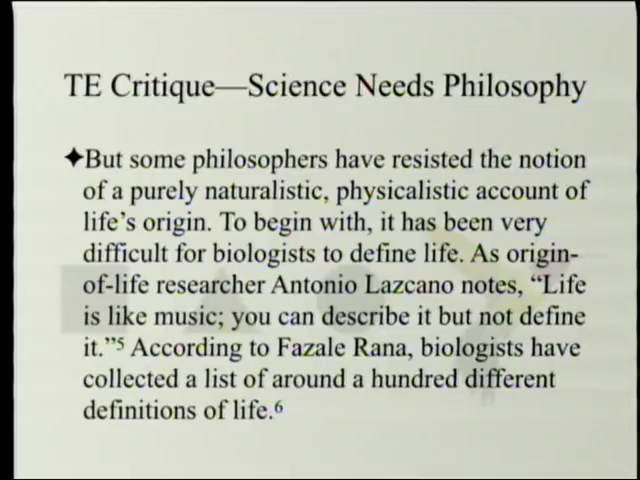 TE Critique—Science Needs Philosophy
✦But some philosophers have resisted the notion
of a purely naturalistic, physicalistic account of
life’s origin. To begin with, it has been very
difficult for biologists to define life. As origin-
of-life researcher Antonio Lazcano notes, “Life
is like music; you can describe it but not define
it.”5 According to Fazale Rana, biologists have
collected a list of around a hundred different
definitions of life.6